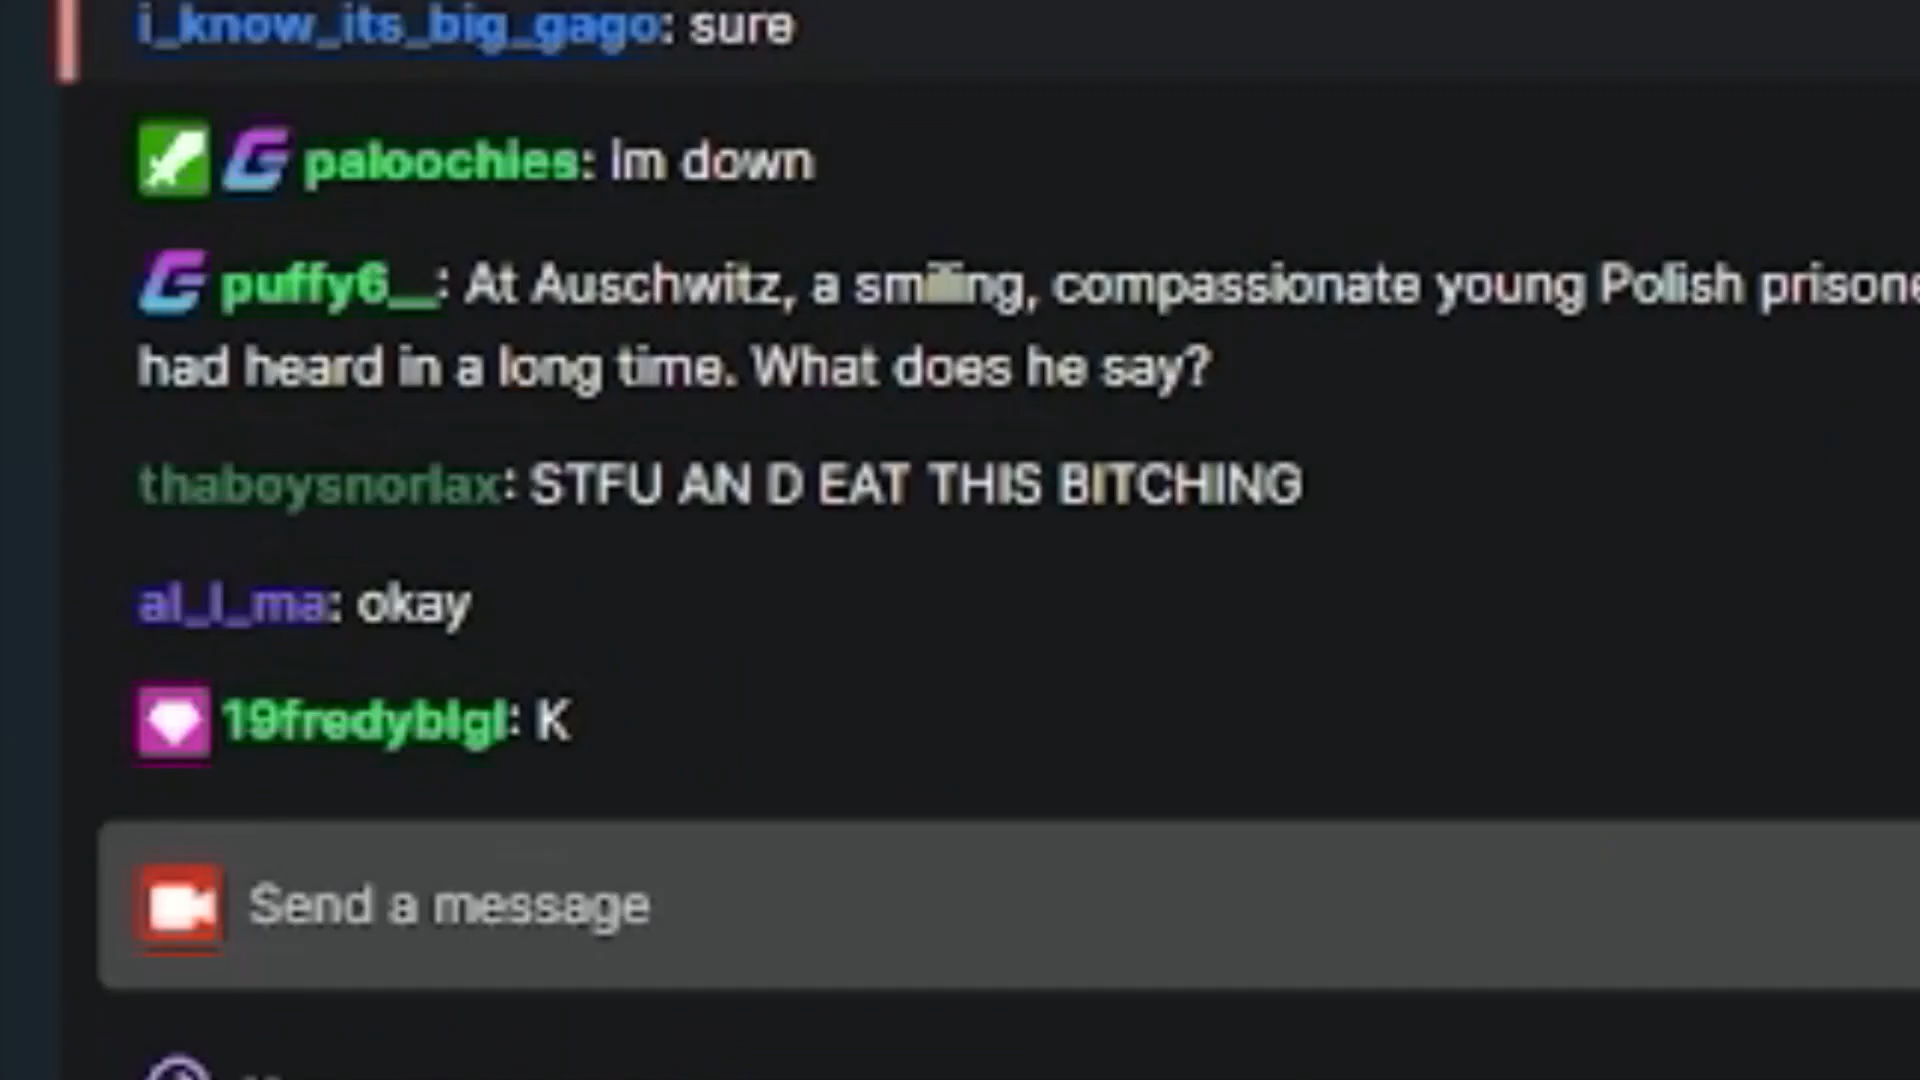 i_know_its_big_gago: sure
paloochies: Im down
puffy6__: At Auschwitz, a smiling, compassionate young Polish
had heard in a long time. What does he say?
thaboysnorlax: STFU AN D EAT THIS BITCHING
al_l_ma: okay
19fredybigl: K
Send a message